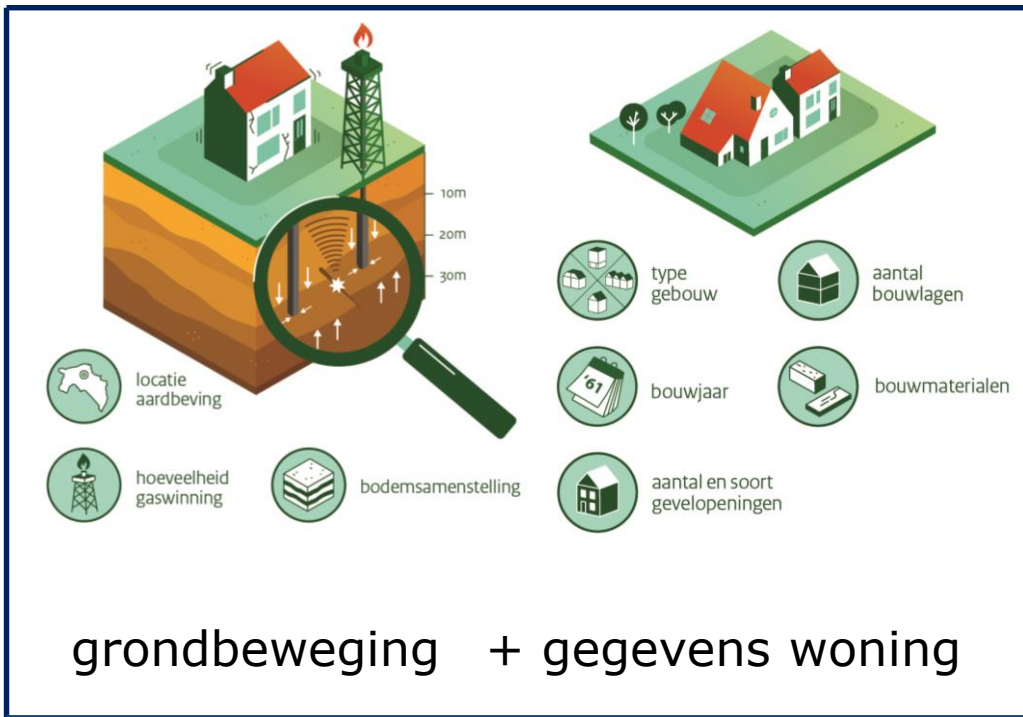 10m
20m
30m
locatie
aardbeving
hoeveelheid
gaswinning
bodemsamenstelling
type
gebouw
aantal
bouwlagen
'61
bouwjaar
bouwmaterialen
aantal en soort
gevelopeningen
grondbeweging + gegevens woning